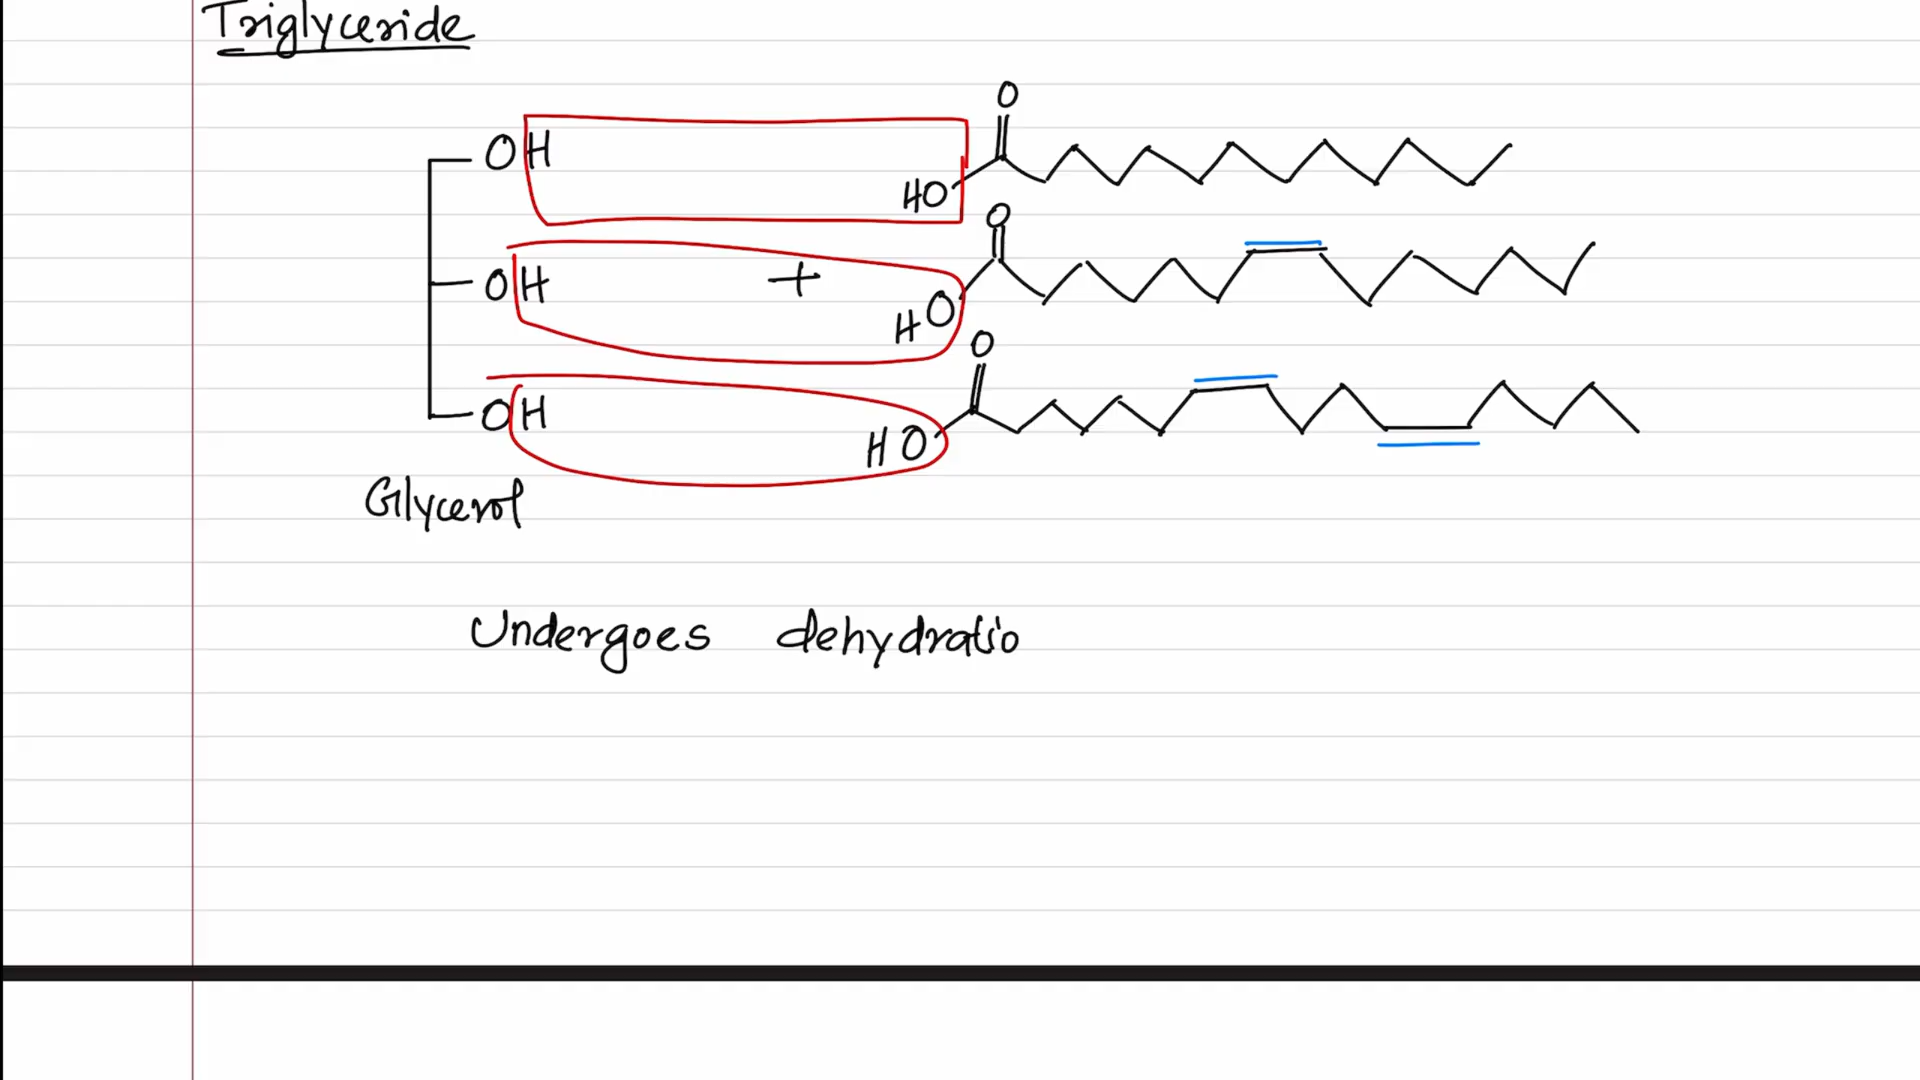 Triglyceride
O
OH
HO
O
OH + HO
O
OH HO
Glycerol
Undergoes dehydratio